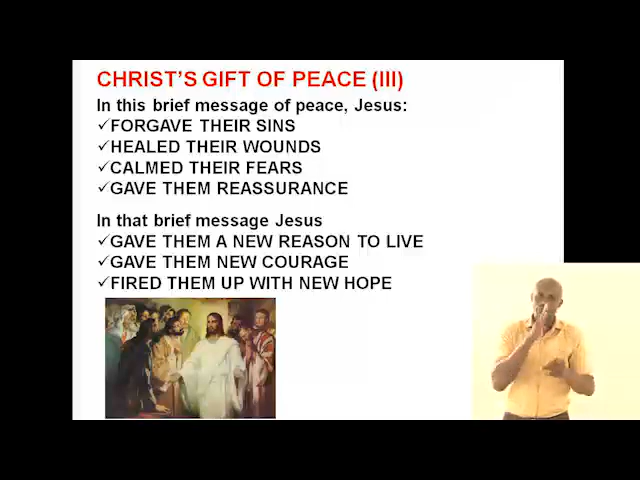 CHRIST'S GIFT OF PEACE (III)
In this brief message of peace, Jesus:
✓FORGAVE THEIR SINS
✓HEALED THEIR WOUNDS
✓CALMED THEIR FEARS
✓GAVE THEM REASSURANCE
In that brief message Jesus
✓GAVE THEM A NEW REASON TO LIVE
✓GAVE THEM NEW COURAGE
✓FIRED THEM UP WITH NEW HOPE